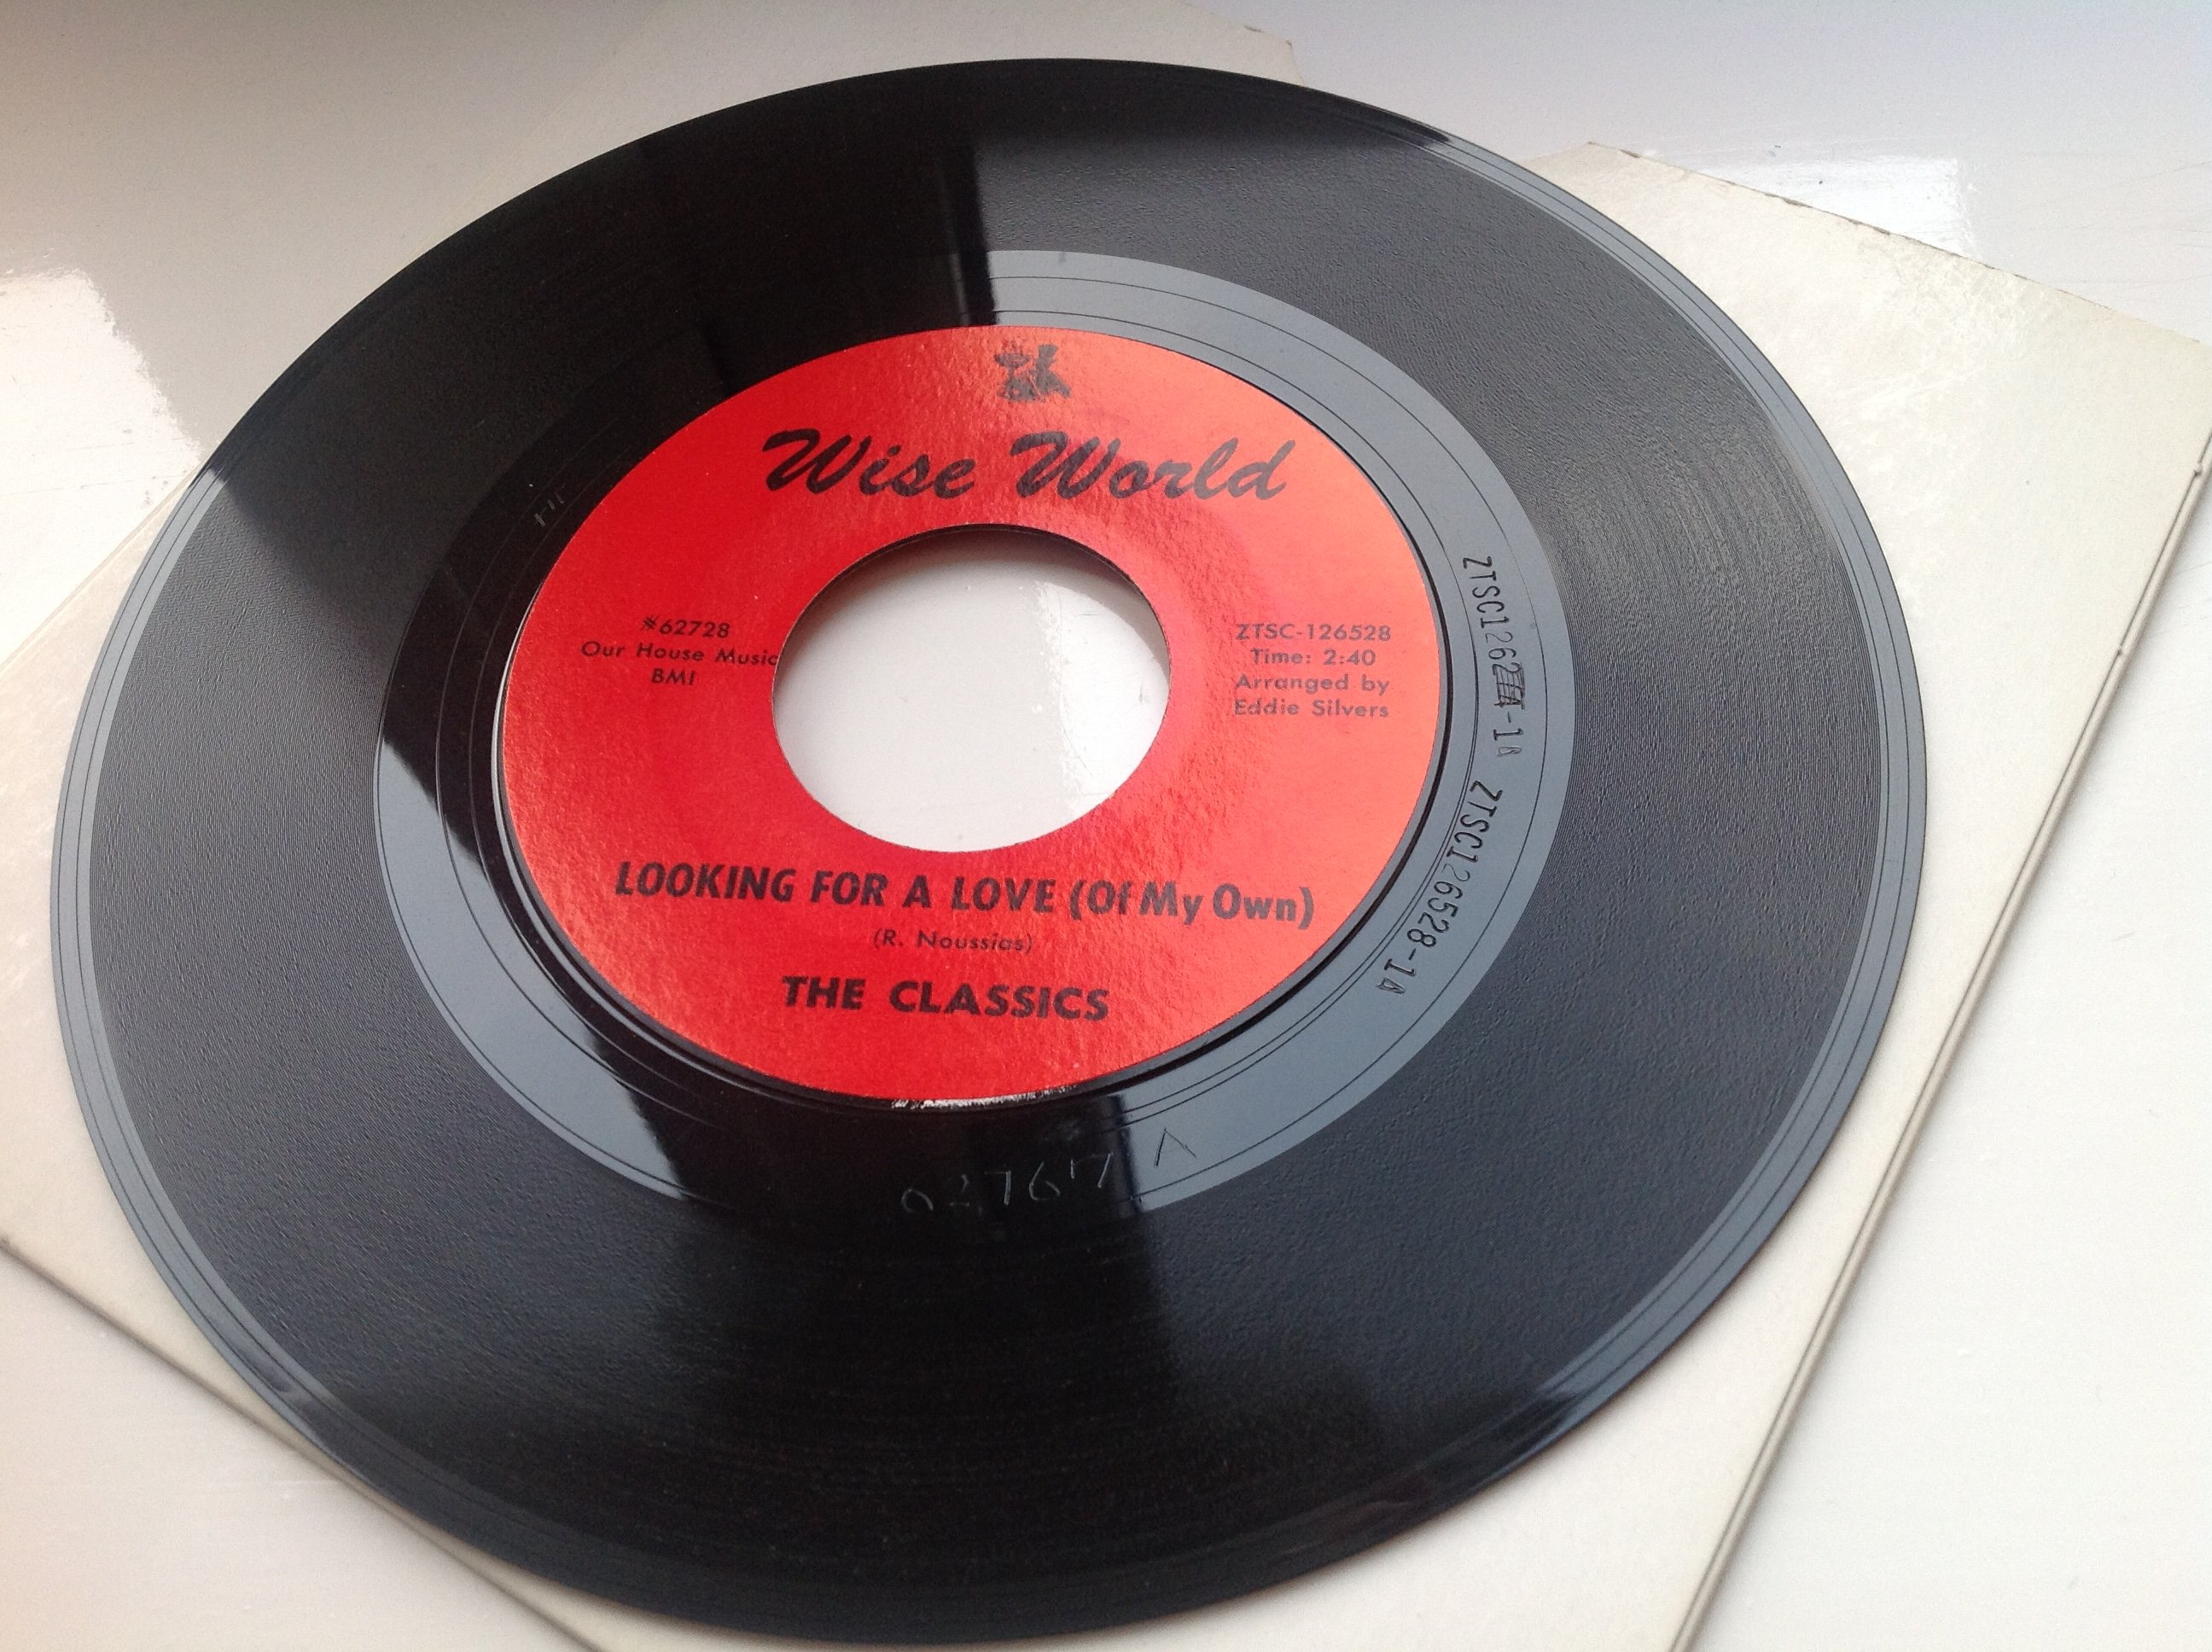 Wise World
#62728
Our House Music
BMI
ZTSC-126528
Time: 2:40
Arranged by
Eddie Silvers
LOOKING FOR A LOVE (Of My Own)
(R. Noussias)
THE CLASSICS
ZTSC126528-1A
62767